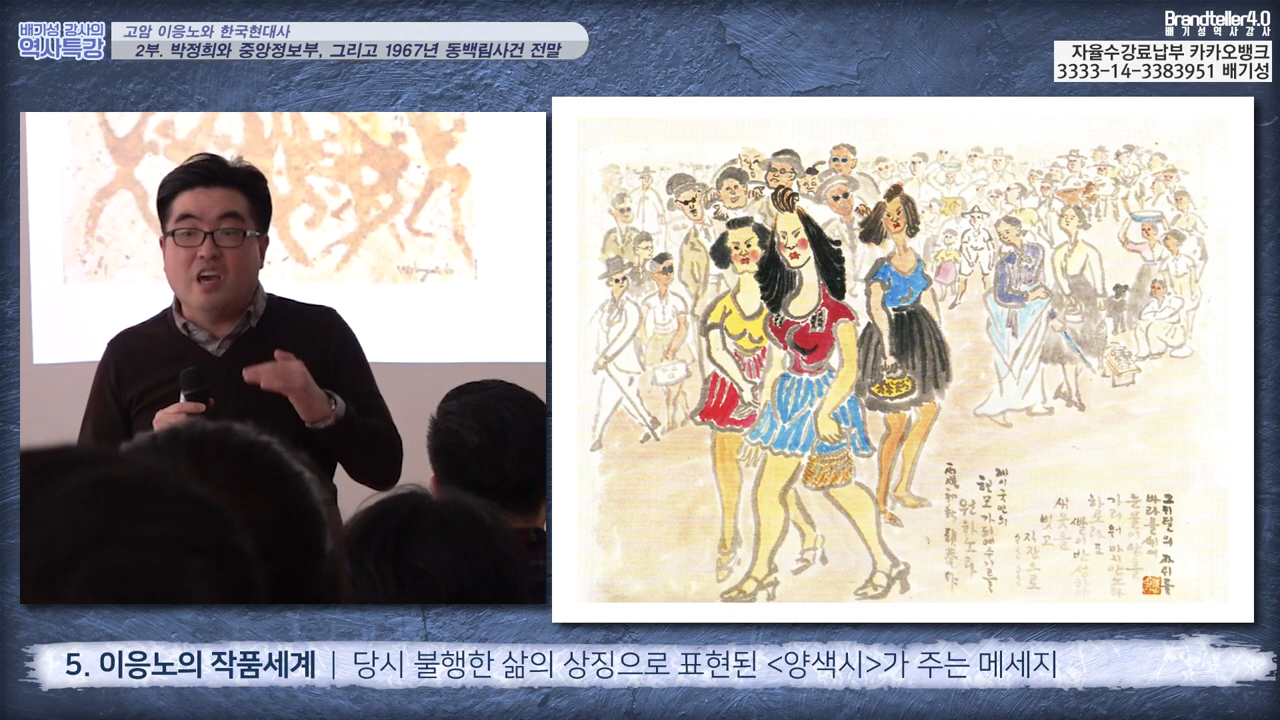 배기성 강사의
역사특강
고암 이응노와 한국현대사
2부. 박정희와 중앙정보부, 그리고 1967년 동백림사건 전말
Brandteller4.0
배기성역사강사
자율수강료납부 카카오뱅크
3333-14-3383951 배기성
5. 이응노의 작품세계 | 당시 불행한 삶의 상징으로 표현된 <양색시>가 주는 메세지